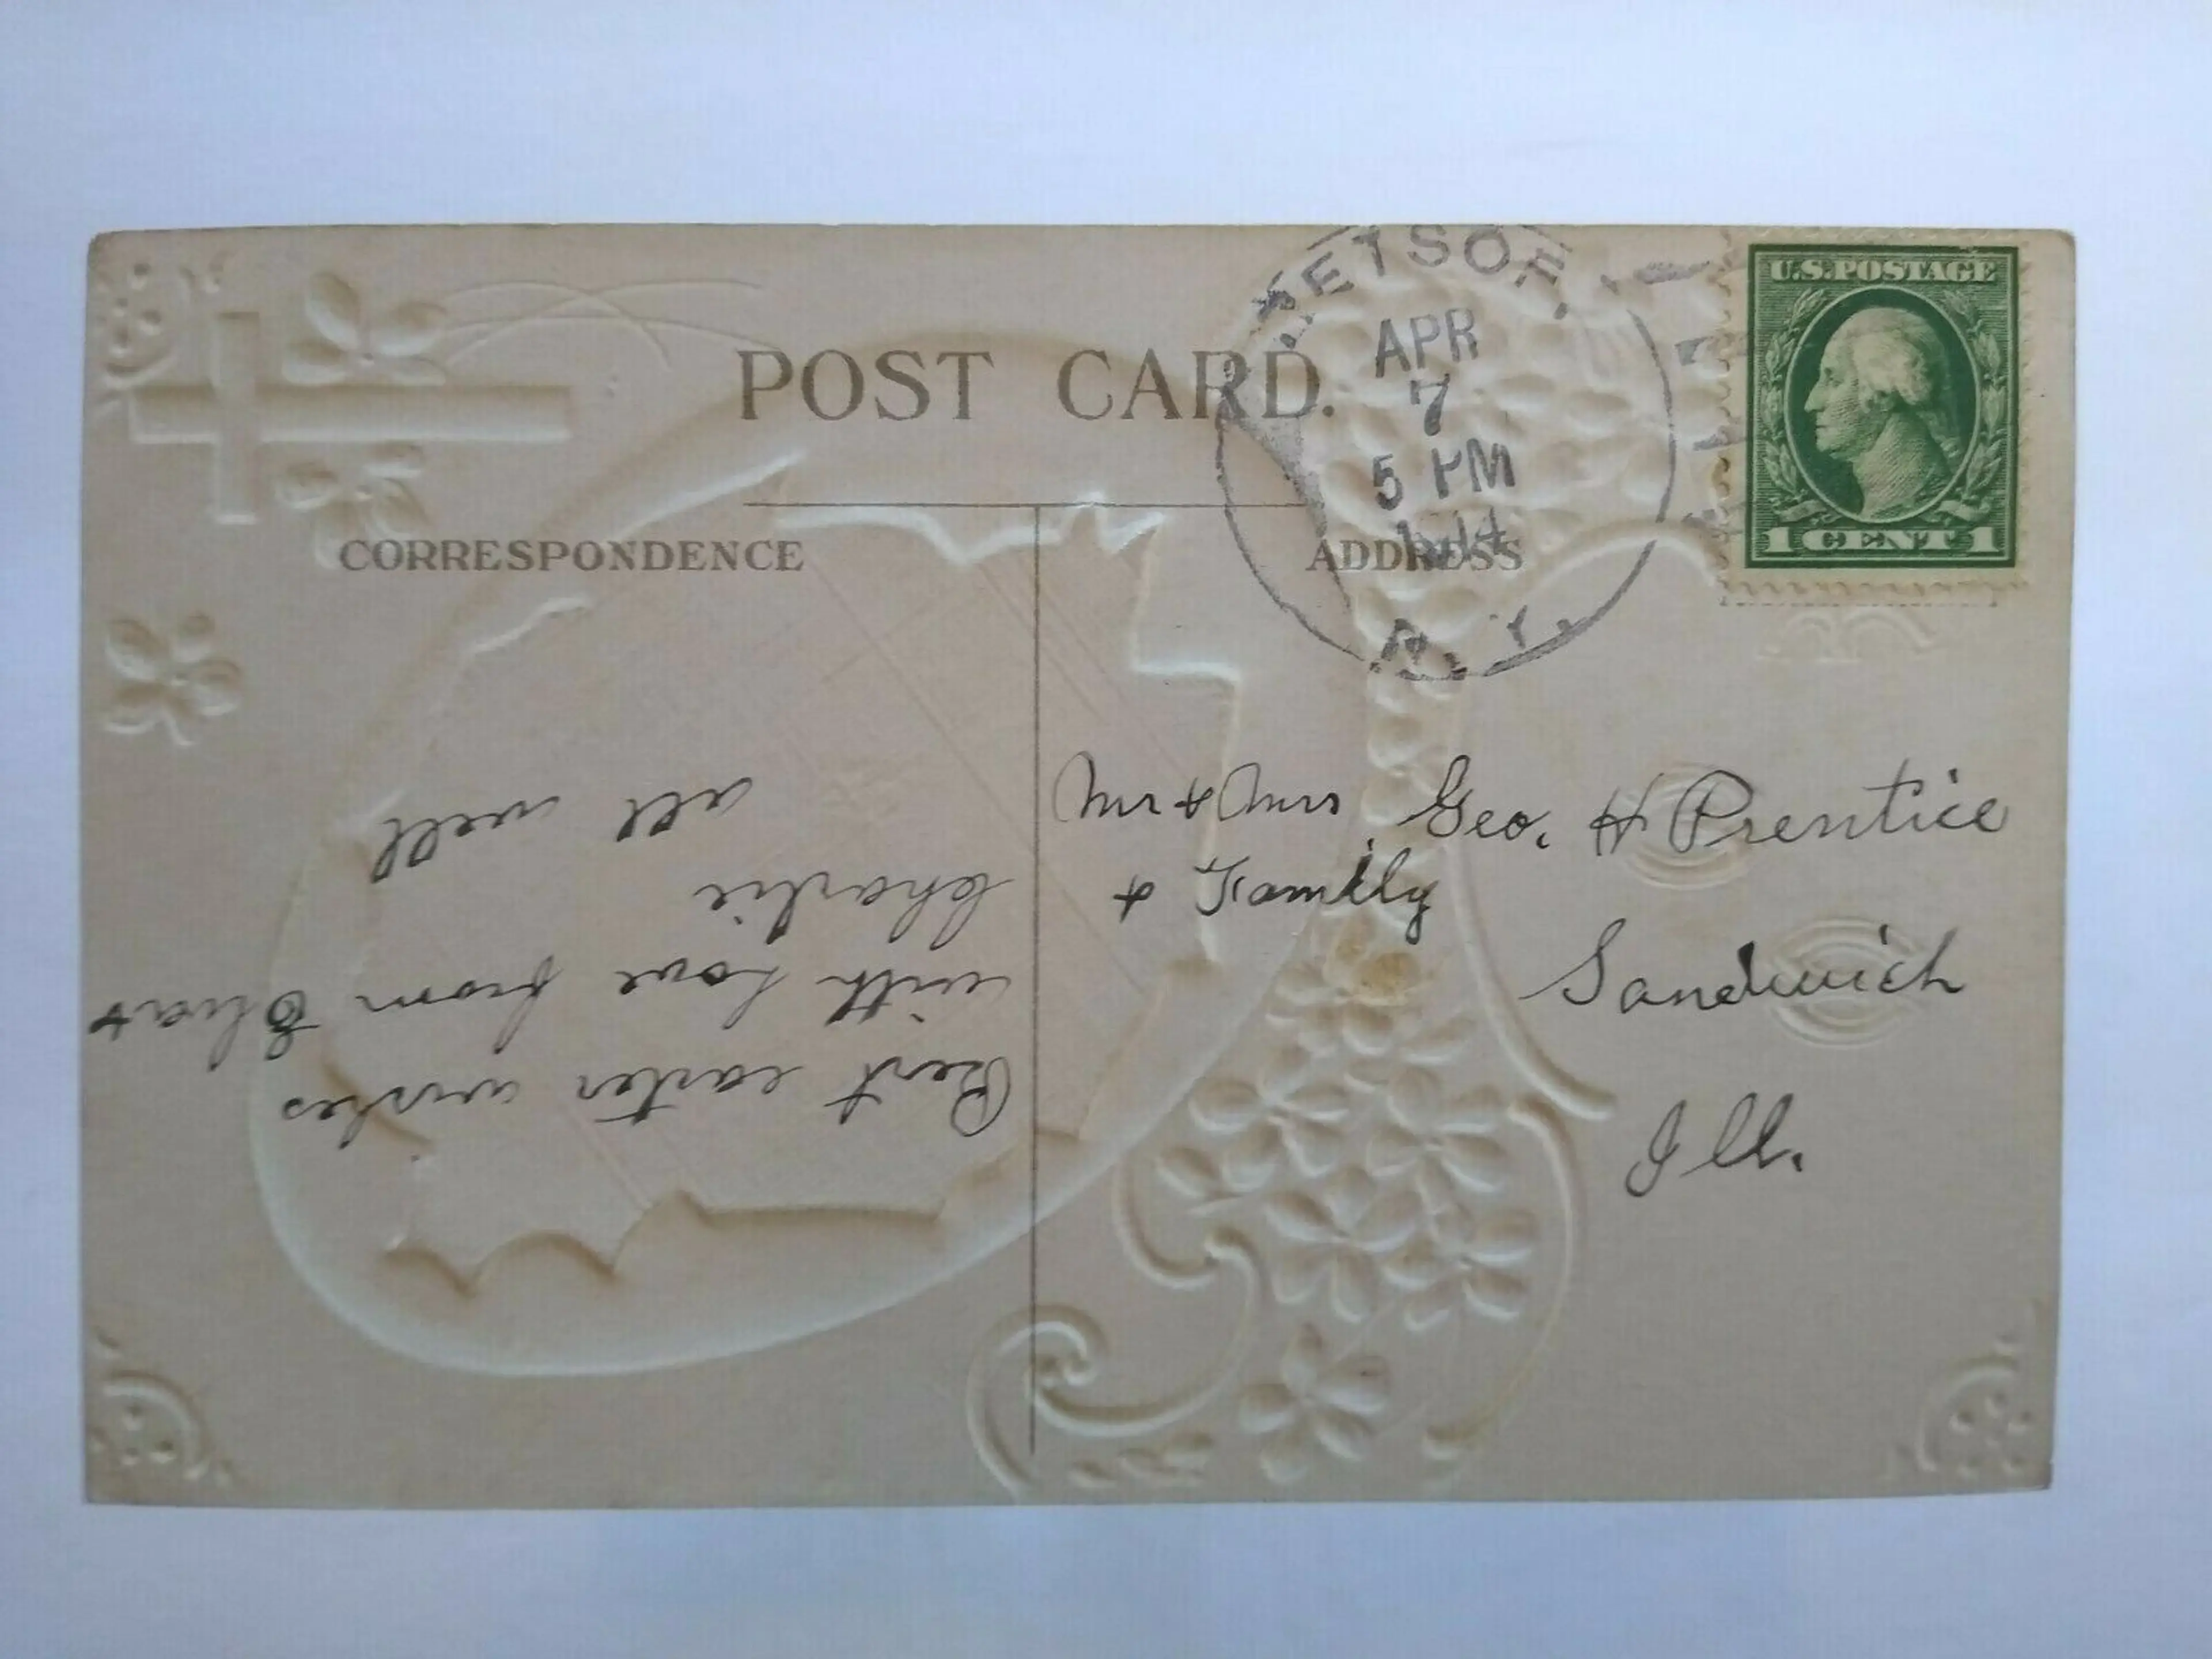 POST CARD.
CORRESPONDENCE
ADDRESS
U.S. POSTAGE
1 CENT 1
APR
7
5 PM
1914
N. Y.
Best easter wishes
with love from &
Charlie
all well
Mr & Mrs. Geo. H Prentice
& Family
Sandwich
Ill.